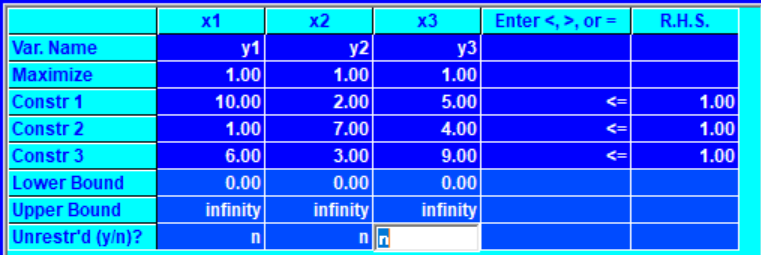 x1 x2 x3 Enter <, >, or = R.H.S.
Var. Name y1 y2 y3
Maximize 1.00 1.00 1.00
Constr 1 10.00 2.00 5.00 <= 1.00
Constr 2 1.00 7.00 4.00 <= 1.00
Constr 3 6.00 3.00 9.00 <= 1.00
Lower Bound 0.00 0.00 0.00
Upper Bound infinity infinity infinity
Unrestr'd (y/n)? n n n